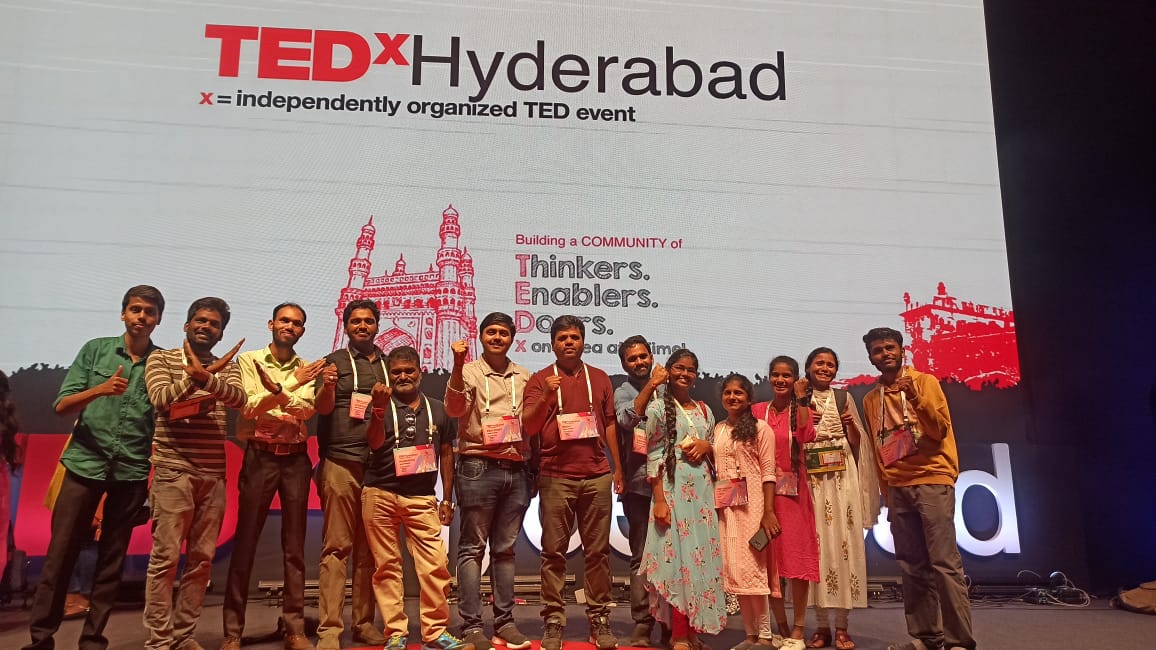 TEDxHyderabad
x = independently organized TED event
Building a COMMUNITY of
Thinkers.
Enablers.
Doers.
x